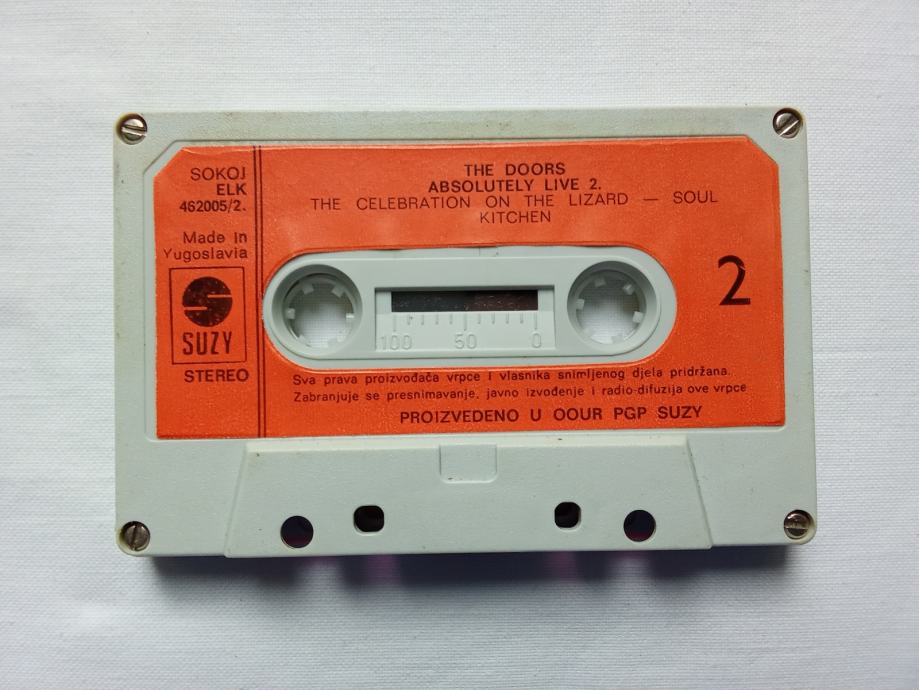 SOKOJ
ELK
462005/2.
Made in
Yugoslavia
SUZY
STEREO
THE DOORS
ABSOLUTELY LIVE 2.
THE CELEBRATION ON THE LIZARD — SOUL
KITCHEN
2
100 50 0
Sva prava proizvođača vrpce i vlasnika snimljenog djela pridržana.
Zabranjuje se presnimavanje, javno izvođenje i radio-difuzija ove vrpce
PROIZVEDENO U OOUR PGP SUZY